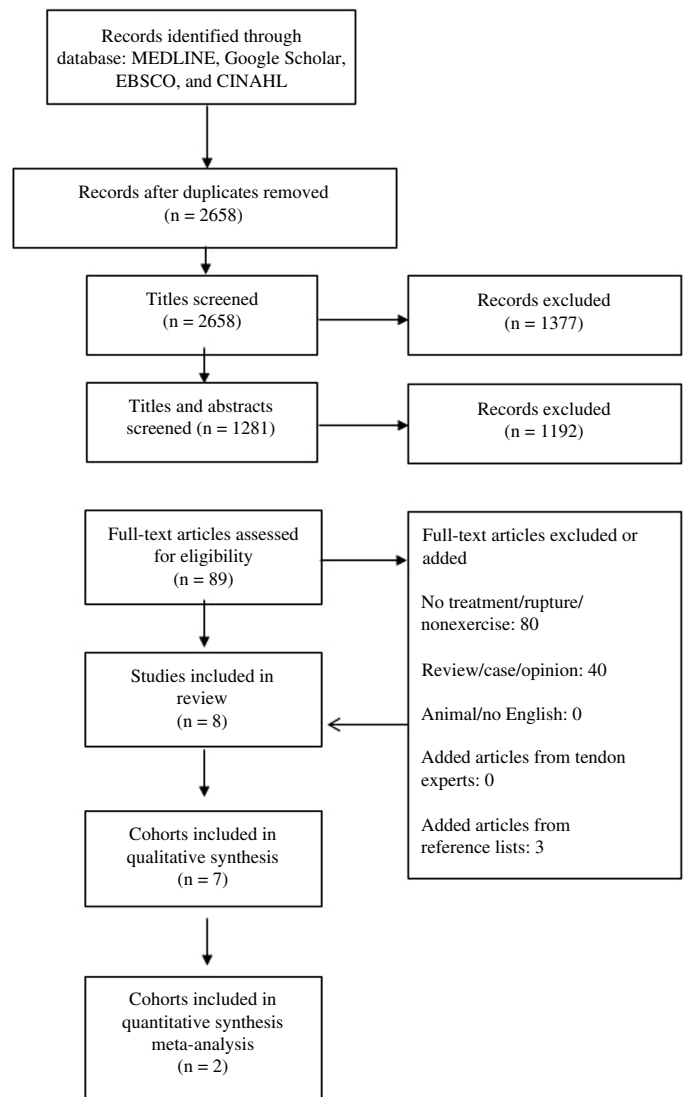 Records identified through
database: MEDLINE, Google Scholar,
EBSCO, and CINAHL
Records after duplicates removed
(n = 2658)
Titles screened
(n = 2658)
Records excluded
(n = 1377)
Titles and abstracts
screened (n = 1281)
Records excluded
(n = 1192)
Full-text articles assessed
for eligibility
(n = 89)
Full-text articles excluded or
added
No treatment/rupture/
nonexercise: 80
Review/case/opinion: 40
Animal/no English: 0
Added articles from tendon
experts: 0
Added articles from
reference lists: 3
Studies included in
review
(n = 8)
Cohorts included in
qualitative synthesis
(n = 7)
Cohorts included in
quantitative synthesis
meta-analysis
(n = 2)